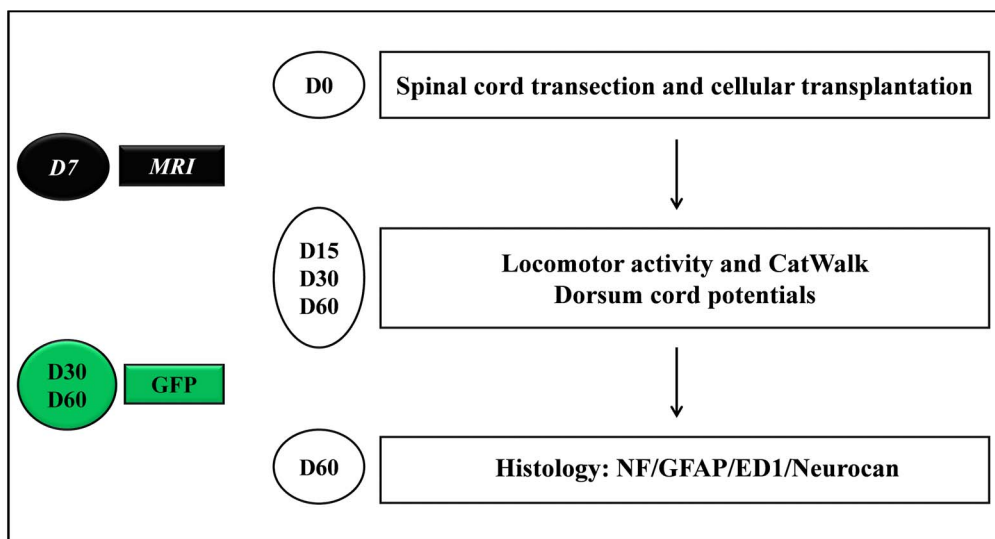 D0
Spinal cord transection and cellular transplantation
D7
MRI
D15
D30
D60
Locomotor activity and CatWalk
Dorsum cord potentials
D30
D60
GFP
D60
Histology: NF/GFAP/ED1/Neurocan